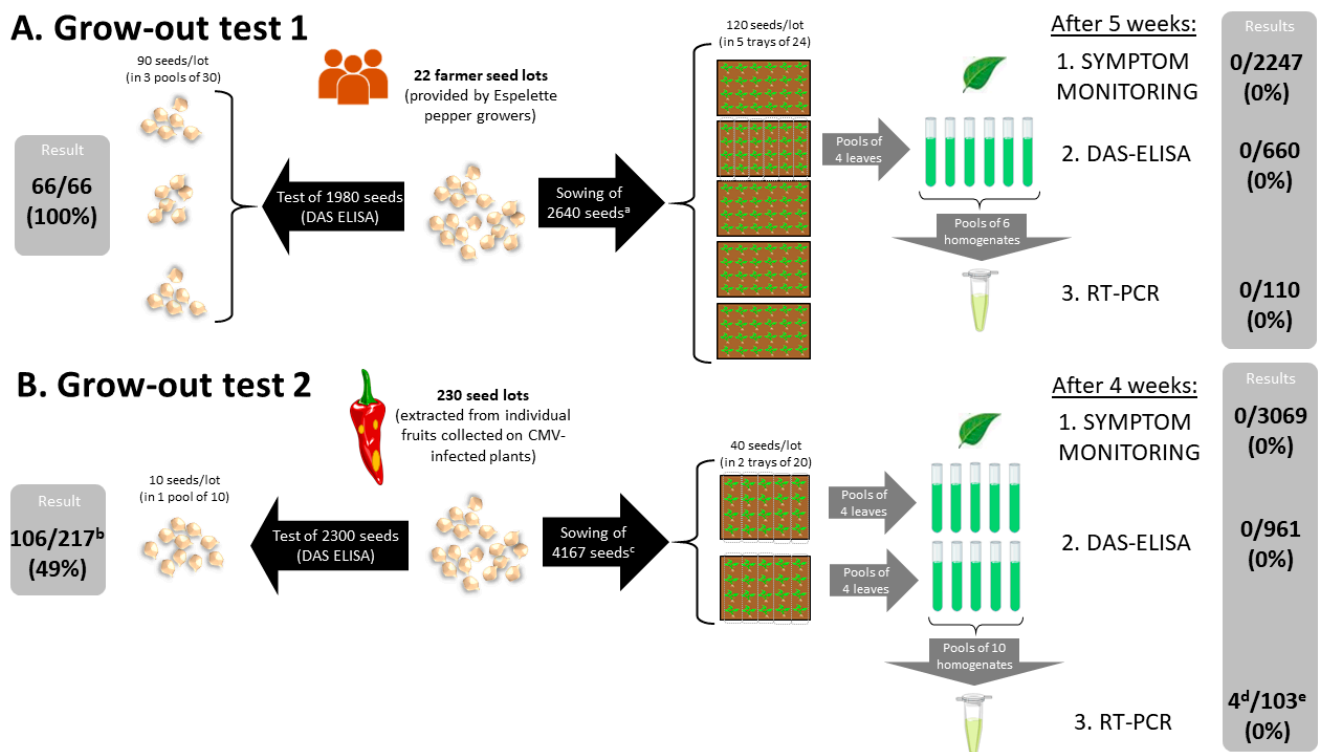 A. Grow-out test 1
90 seeds/lot
(in 3 pools of 30)
22 farmer seed lots
(provided by Espelette
pepper growers)
120 seeds/lot
(in 5 trays of 24)
After 5 weeks:
Results
1. SYMPTOM
MONITORING
0/2247
(0%)
Result
66/66
(100%)
Test of 1980 seeds
(DAS ELISA)
Sowing of
2640 seedsᵃ
Pools of
4 leaves
2. DAS-ELISA
0/660
(0%)
Pools of 6
homogenates
3. RT-PCR
0/110
(0%)
B. Grow-out test 2
230 seed lots
(extracted from individual
fruits collected on CMV-
infected plants)
After 4 weeks:
Results
1. SYMPTOM
MONITORING
0/3069
(0%)
10 seeds/lot
(in 1 pool of 10)
40 seeds/lot
(in 2 trays of 20)
Result
106/217ᵇ
(49%)
Test of 2300 seeds
(DAS ELISA)
Sowing of
4167 seedsᶜ
Pools of
4 leaves
Pools of
4 leaves
2. DAS-ELISA
0/961
(0%)
Pools of 10
homogenates
3. RT-PCR
4ᵈ/103ᵉ
(0%)